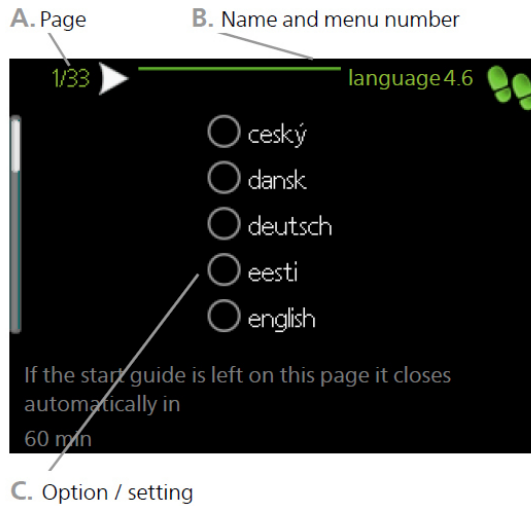 A. Page
B. Name and menu number
1/33
language 4.6
ceský
dansk
deutsch
eesti
english
If the start guide is left on this page it closes
automatically in
60 min
C. Option / setting